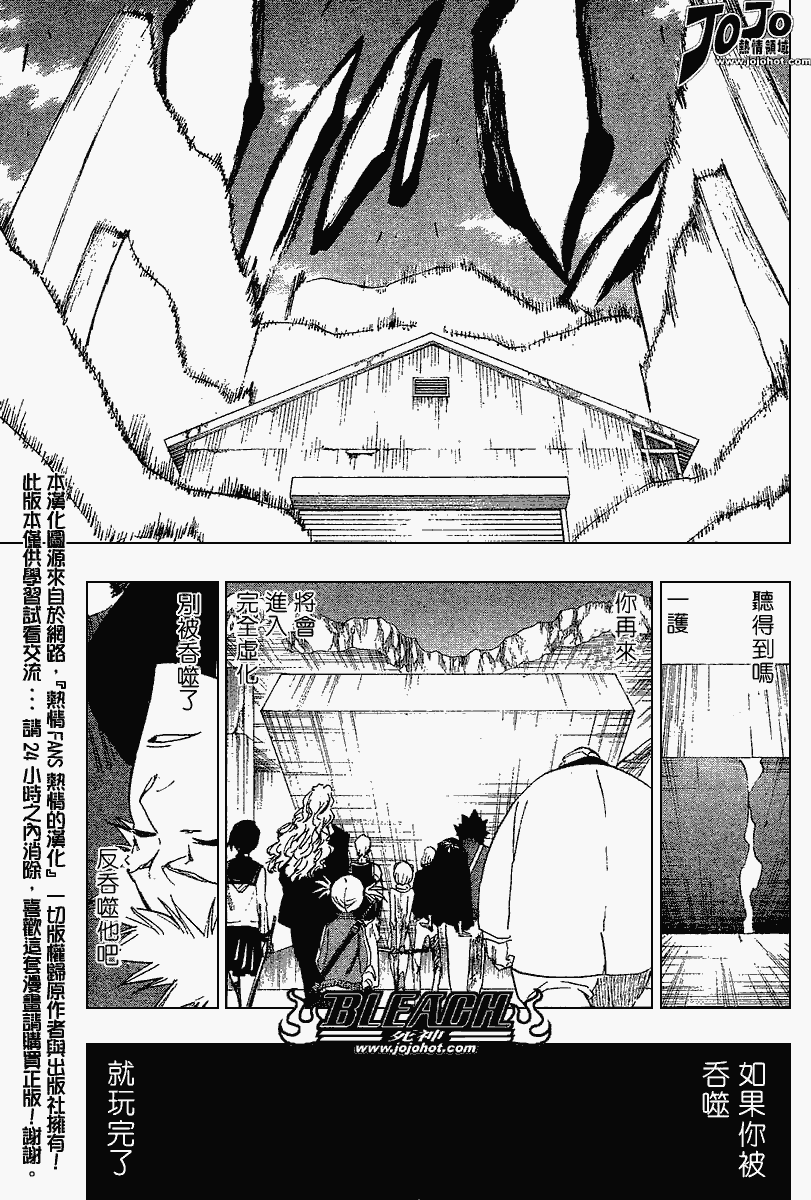 JOJO
熱情領域
www.jojohot.com
聽得到嗎
一護
你再來
將會
進入
完全虛化
別被吞噬了
反吞噬他吧
BLEACH
死神
www.jojohot.com
如果你被
吞噬
就玩完了
本漢化圖源來自於網路，『熱情FANS 熱情的漢化』一切版權歸原作者與出版社擁有！
此版本僅供學習試看交流... 請 24 小時之內消除，喜歡這套漫畫請購買正版！謝謝。